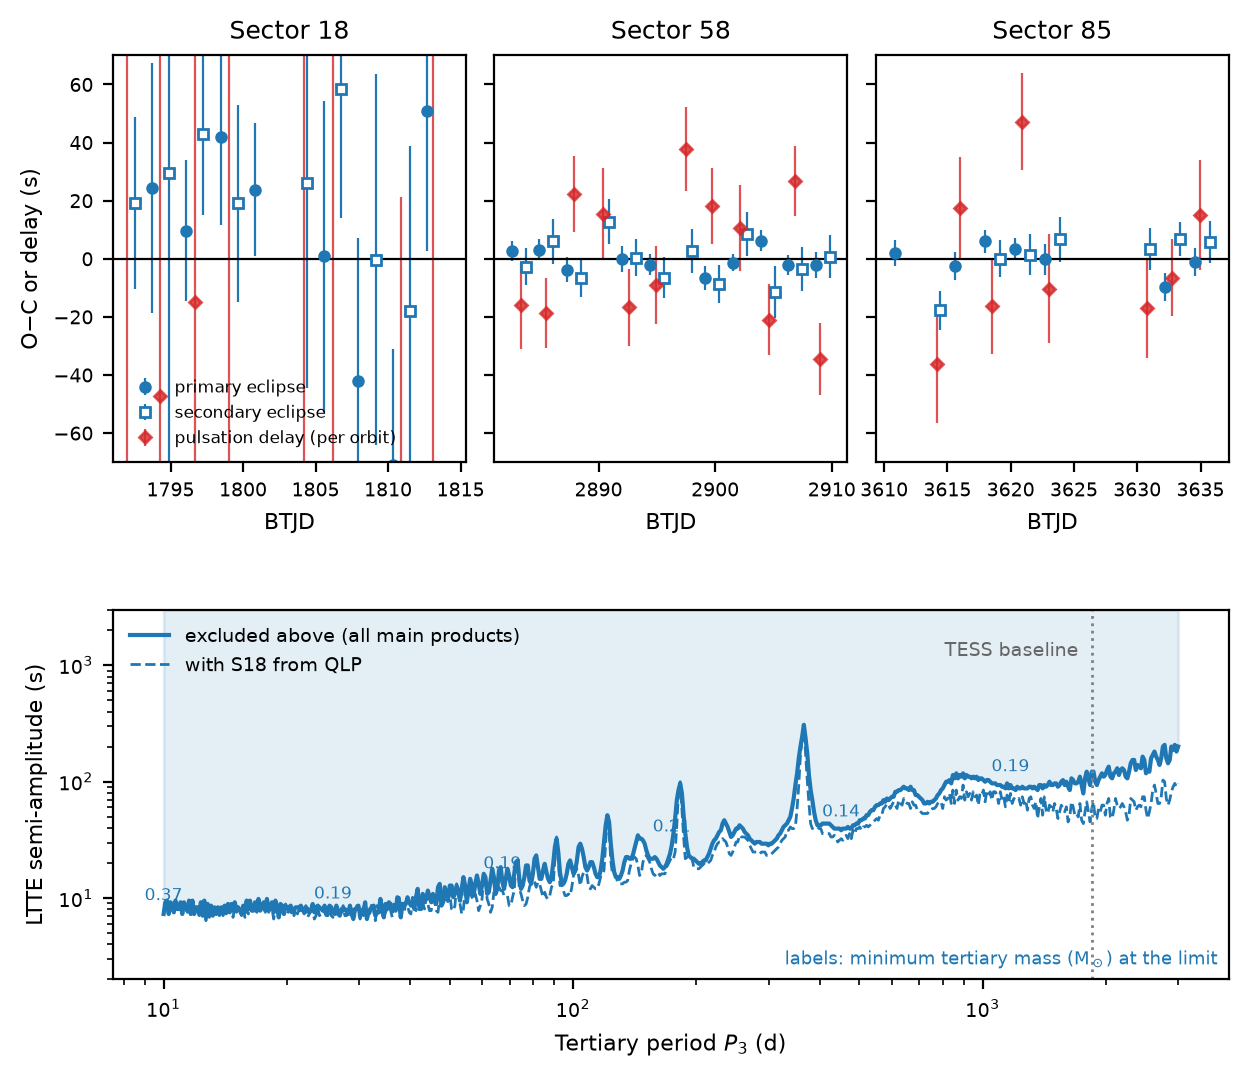 Sector 18
Sector 58
Sector 85
O−C or delay (s)
60
40
20
0
−20
−40
−60
primary eclipse
secondary eclipse
pulsation delay (per orbit)
1795
1800
1805
1810
1815
2890
2900
2910
3610
3615
3620
3625
3630
3635
BTJD
BTJD
BTJD
LTTE semi-amplitude (s)
10³
10²
10¹
excluded above (all main products)
with S18 from QLP
TESS baseline
0.37
0.19
0.19
0.14
0.19
labels: minimum tertiary mass (M☉) at the limit
10¹
10²
10³
Tertiary period P₃ (d)